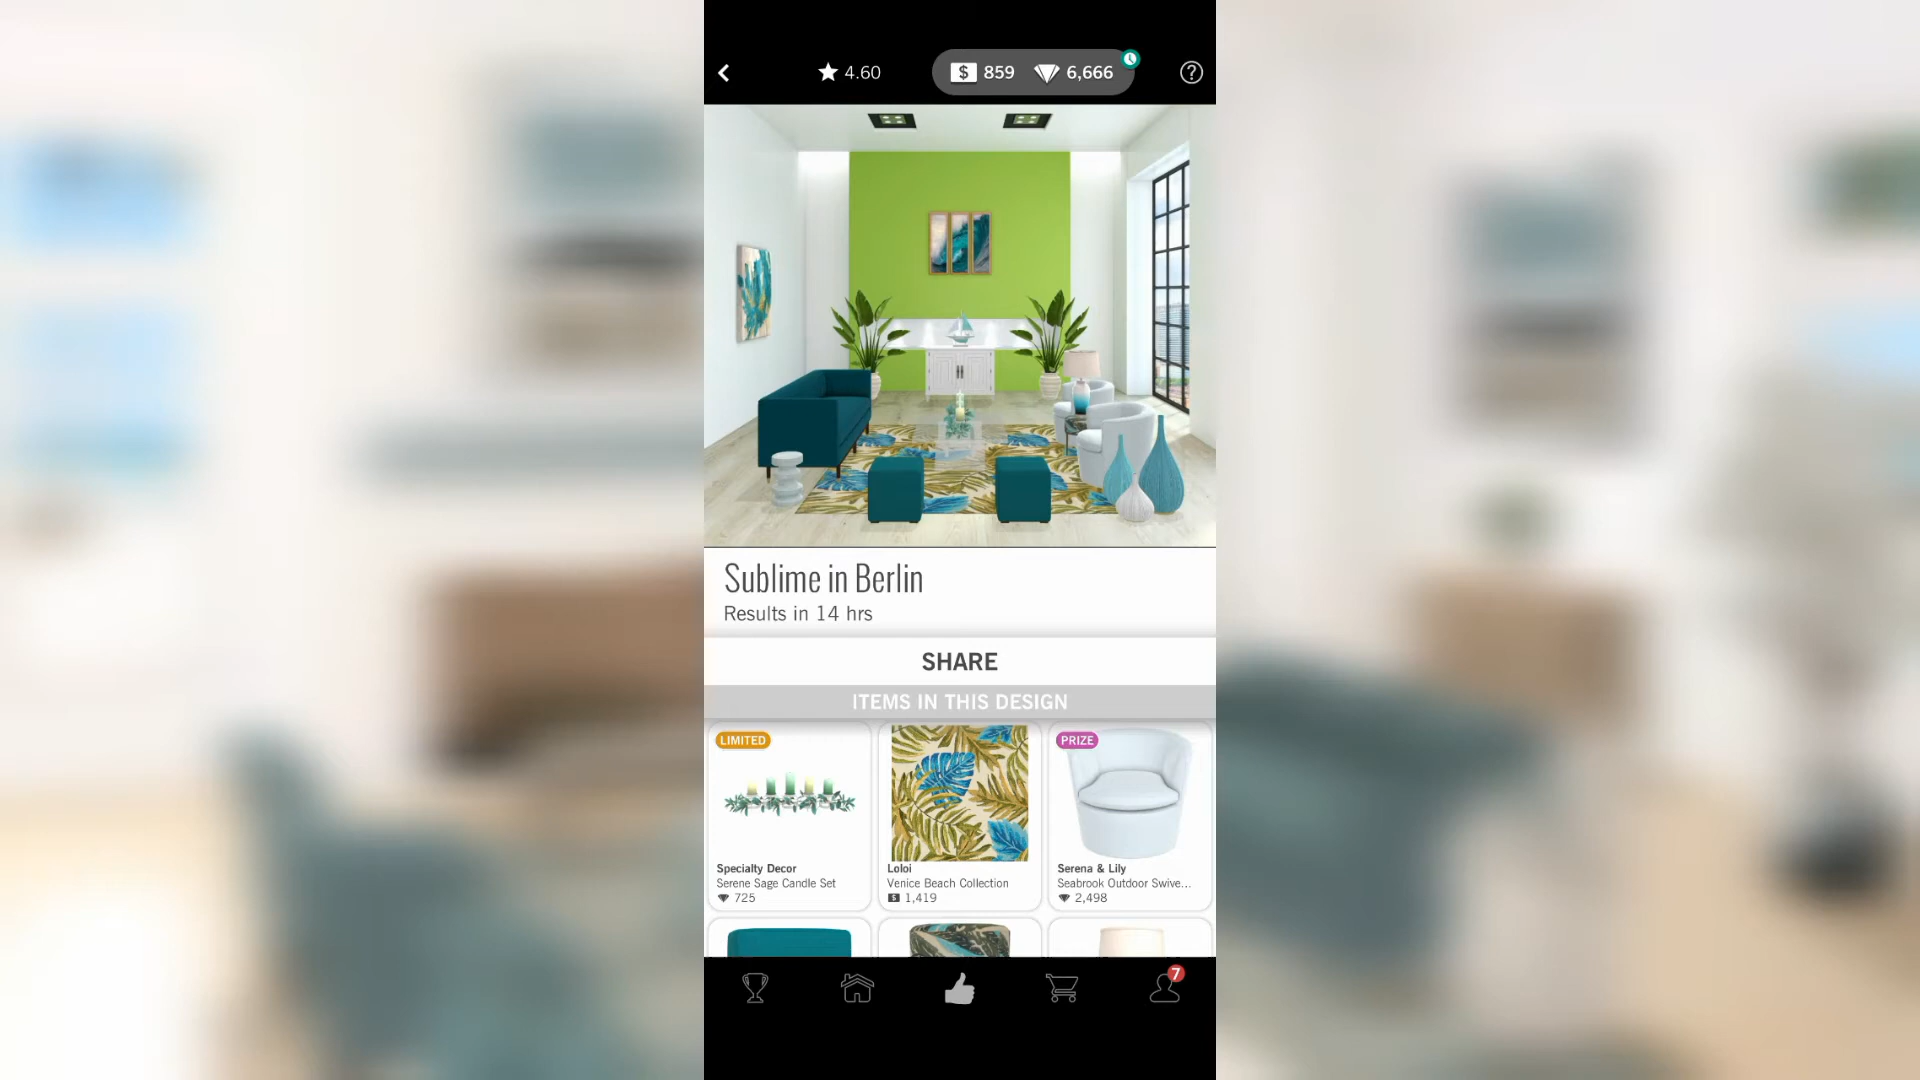 4.60
$ 859
6,666
?
Sublime in Berlin
Results in 14 hrs
SHARE
ITEMS IN THIS DESIGN
LIMITED
Specialty Decor
Serene Sage Candle Set
725
Loloi
Venice Beach Collection
$ 1,419
PRIZE
Serena & Lily
Seabrook Outdoor Swive...
2,498
7